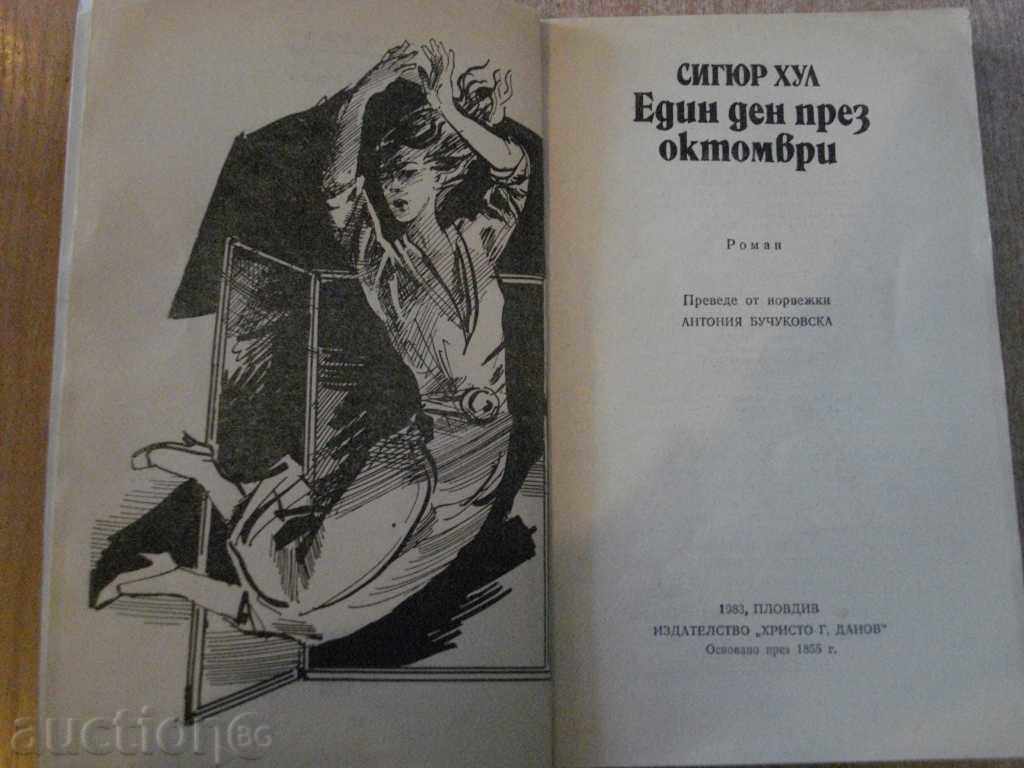 СИГЮР ХУЛ
Един ден през
октомври
Роман
Преведе от норвежки
АНТОНИЯ БУЧУКОВСКА
1983, ПЛОВДИВ
ИЗДАТЕЛСТВО „ХРИСТО Г. ДАНОВ"
Основано през 1855 г.
auction BG